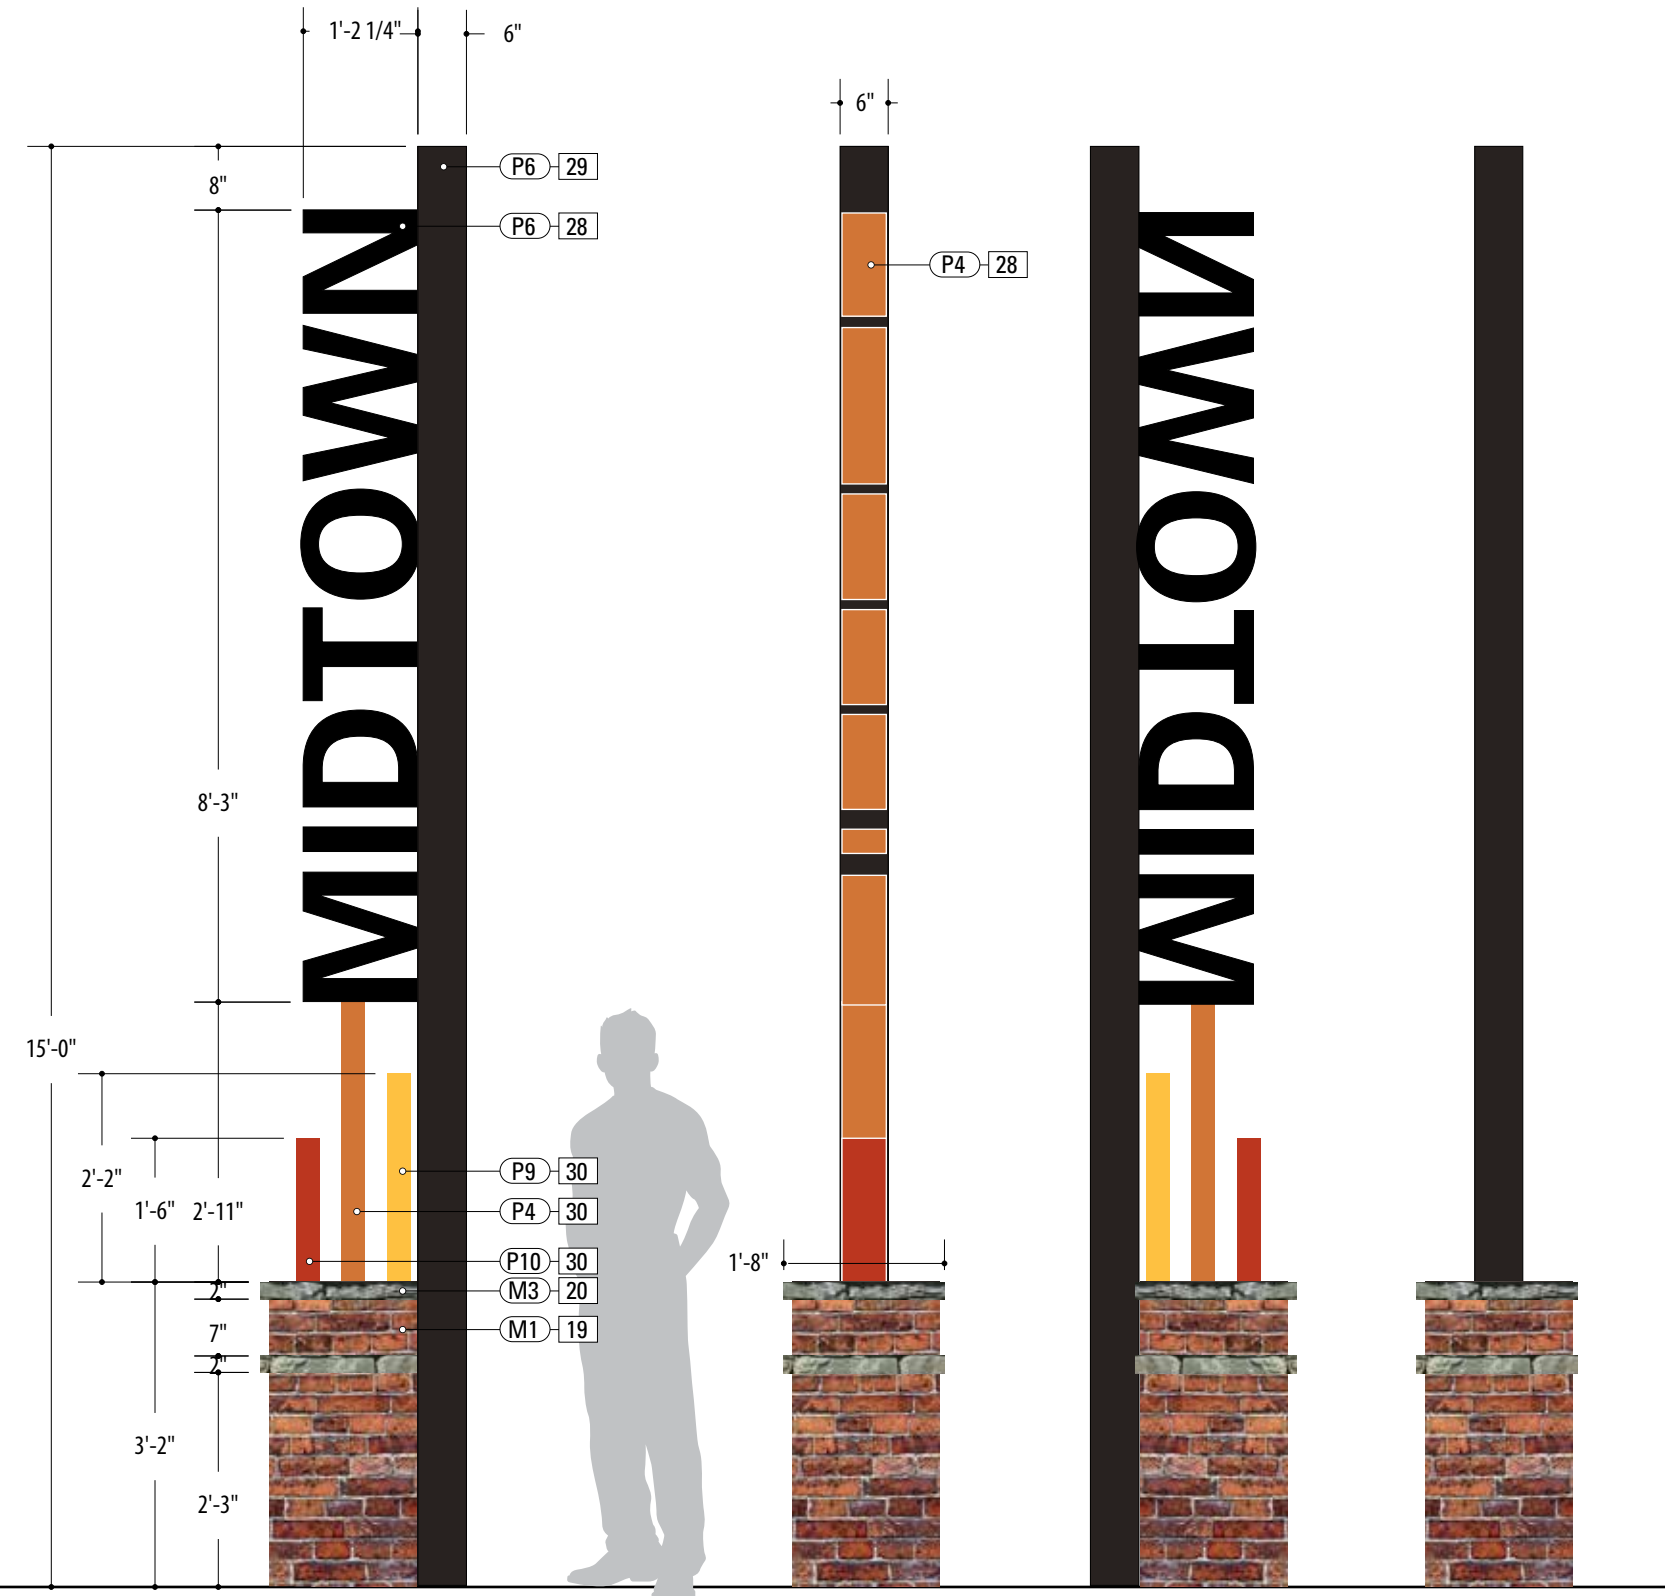 1'-2 1/4"
6"
6"
8"
P6 29
P6 28
P4 28
MIDTOWN
MIDTOWN
8'-3"
15'-0"
2'-2"
1'-6"
2'-11"
P9 30
P4 30
P10 30
M3 20
M1 19
1'-8"
2"
7"
2"
3'-2"
2'-3"